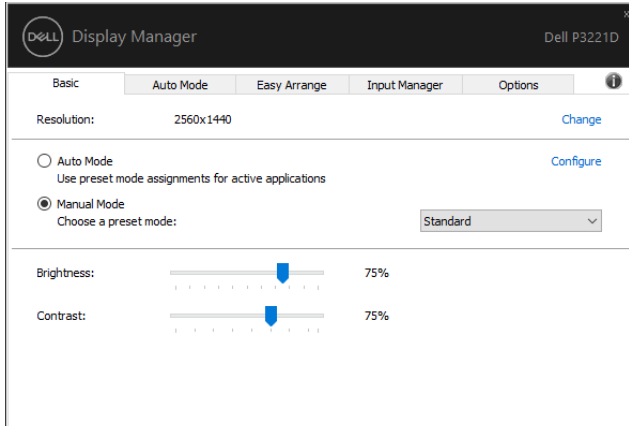 DELL Display Manager Dell P3221D
x
Basic Auto Mode Easy Arrange Input Manager Options i
Resolution: 2560x1440 Change
Auto Mode Configure
Use preset mode assignments for active applications
Manual Mode
Choose a preset mode: Standard
Brightness: 75%
Contrast: 75%